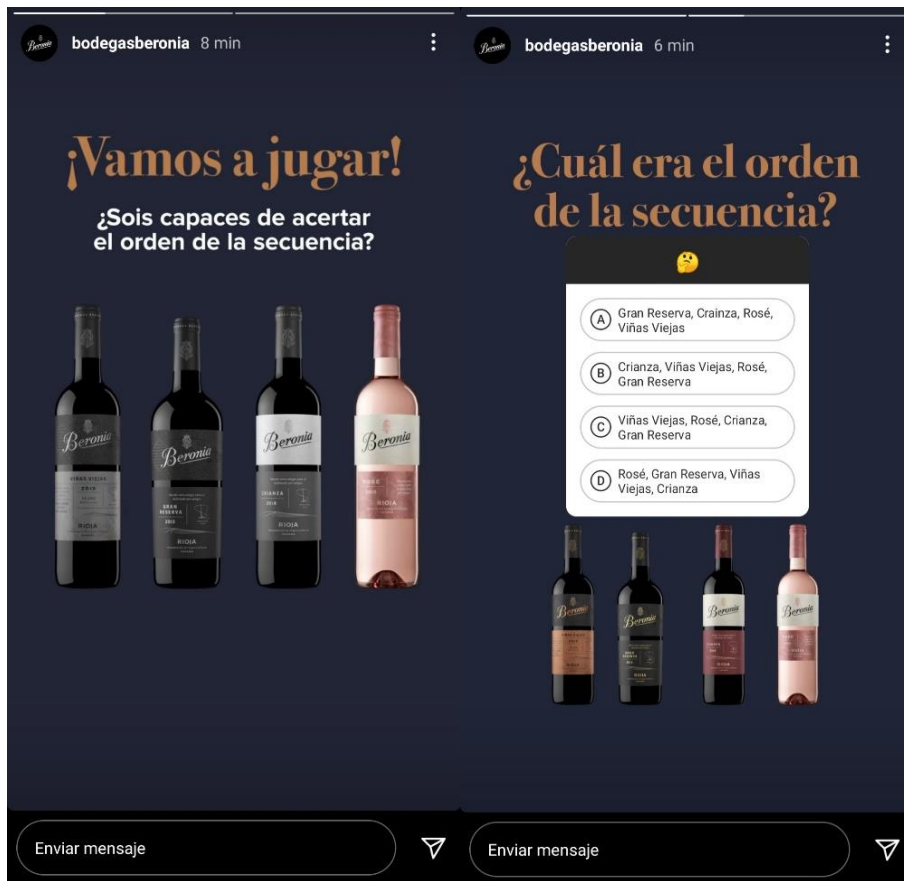 bodegasberonia 8 min
¡Vamos a jugar!
¿Sois capaces de acertar
el orden de la secuencia?
Beronia
VIÑAS VIEJAS
RIOJA
Beronia
GRAN
RESERVA
RIOJA
Beronia
CRIANZA
RIOJA
Beronia
RIOJA
Enviar mensaje
bodegasberonia 6 min
¿Cuál era el orden
de la secuencia?
A Gran Reserva, Crainza, Rosé,
Viñas Viejas
B Crianza, Viñas Viejas, Rosé,
Gran Reserva
C Viñas Viejas, Rosé, Crianza,
Gran Reserva
D Rosé, Gran Reserva, Viñas
Viejas, Crianza
Beronia
Beronia
Beronia
Beronia
Enviar mensaje